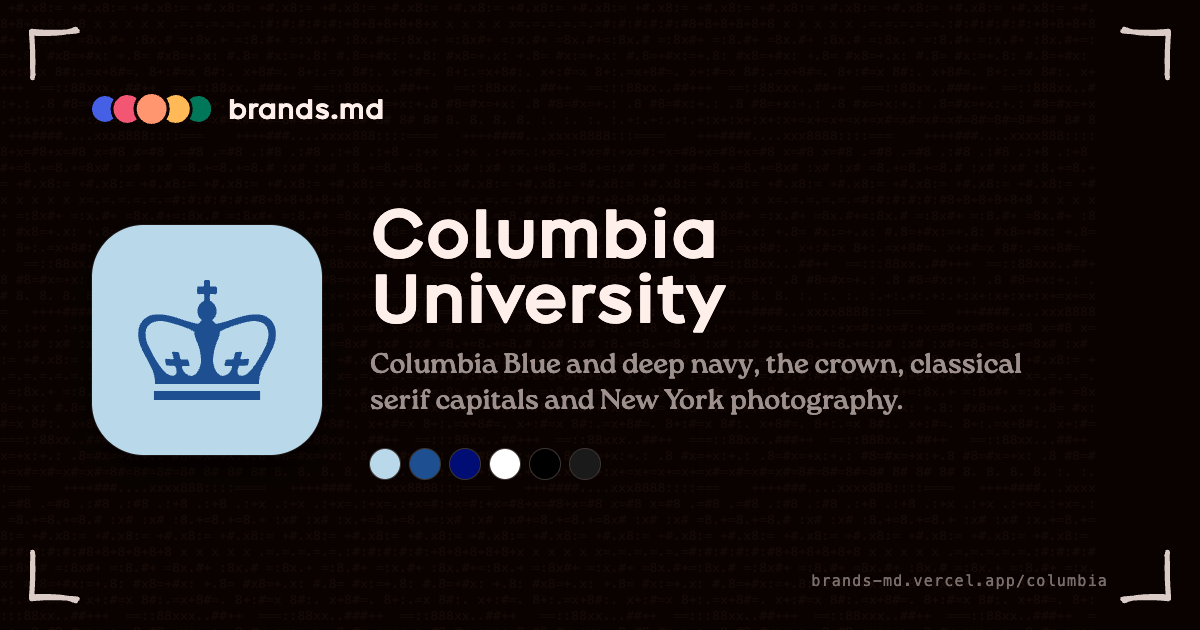 brands.md
Columbia
University
Columbia Blue and deep navy, the crown, classical
serif capitals and New York photography.
brands-md.vercel.app/columbia